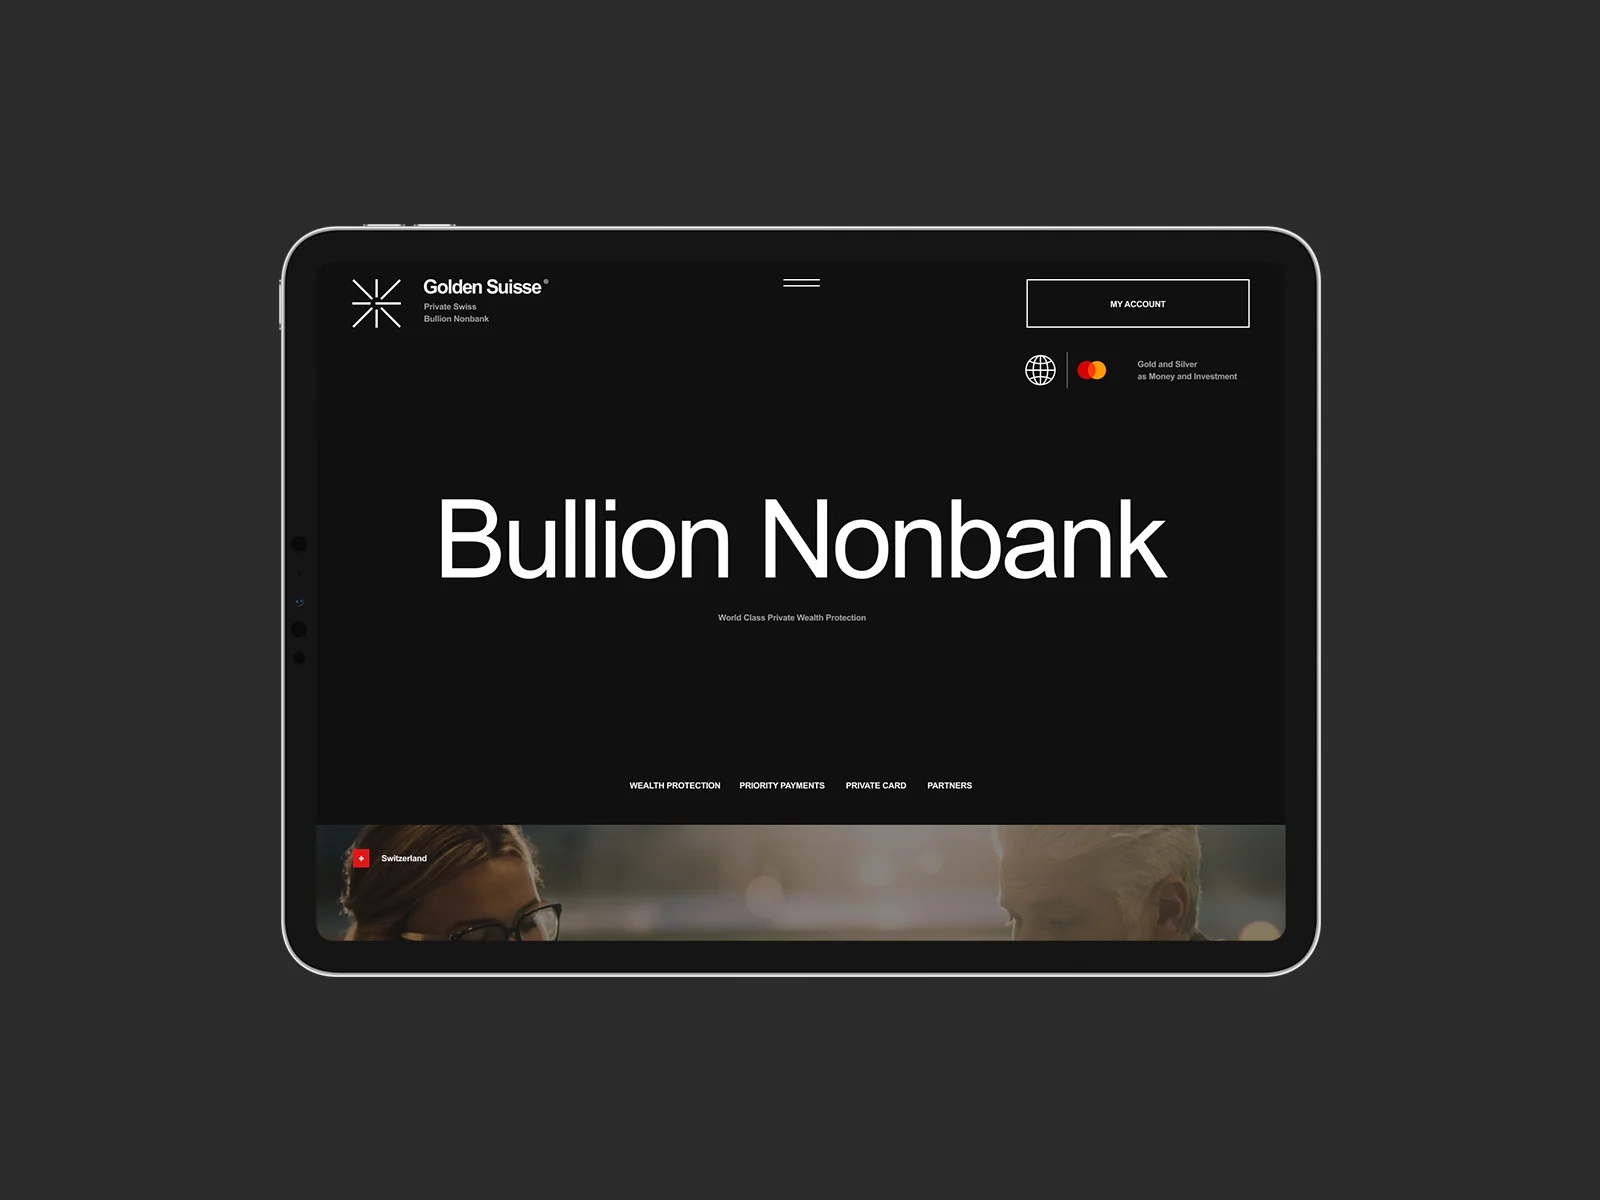 Golden Suisse®
Private Swiss
Bullion Nonbank
MY ACCOUNT
Gold and Silver
as Money and Investment
Bullion Nonbank
World Class Private Wealth Protection
WEALTH PROTECTION PRIORITY PAYMENTS PRIVATE CARD PARTNERS
Switzerland